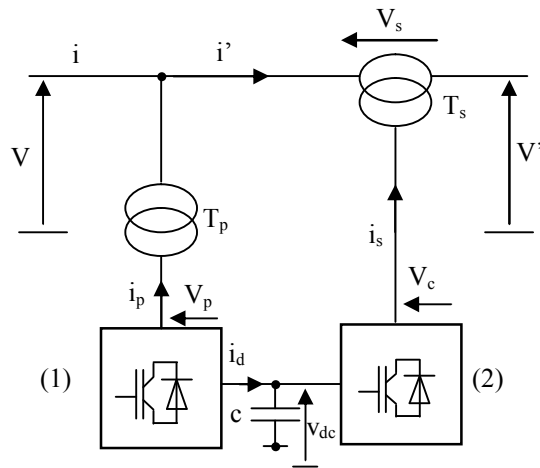 V_s
i i'
T_s
V V'
T_p
i_s
i_p V_p V_c
(1) i_d (2)
c v_dc